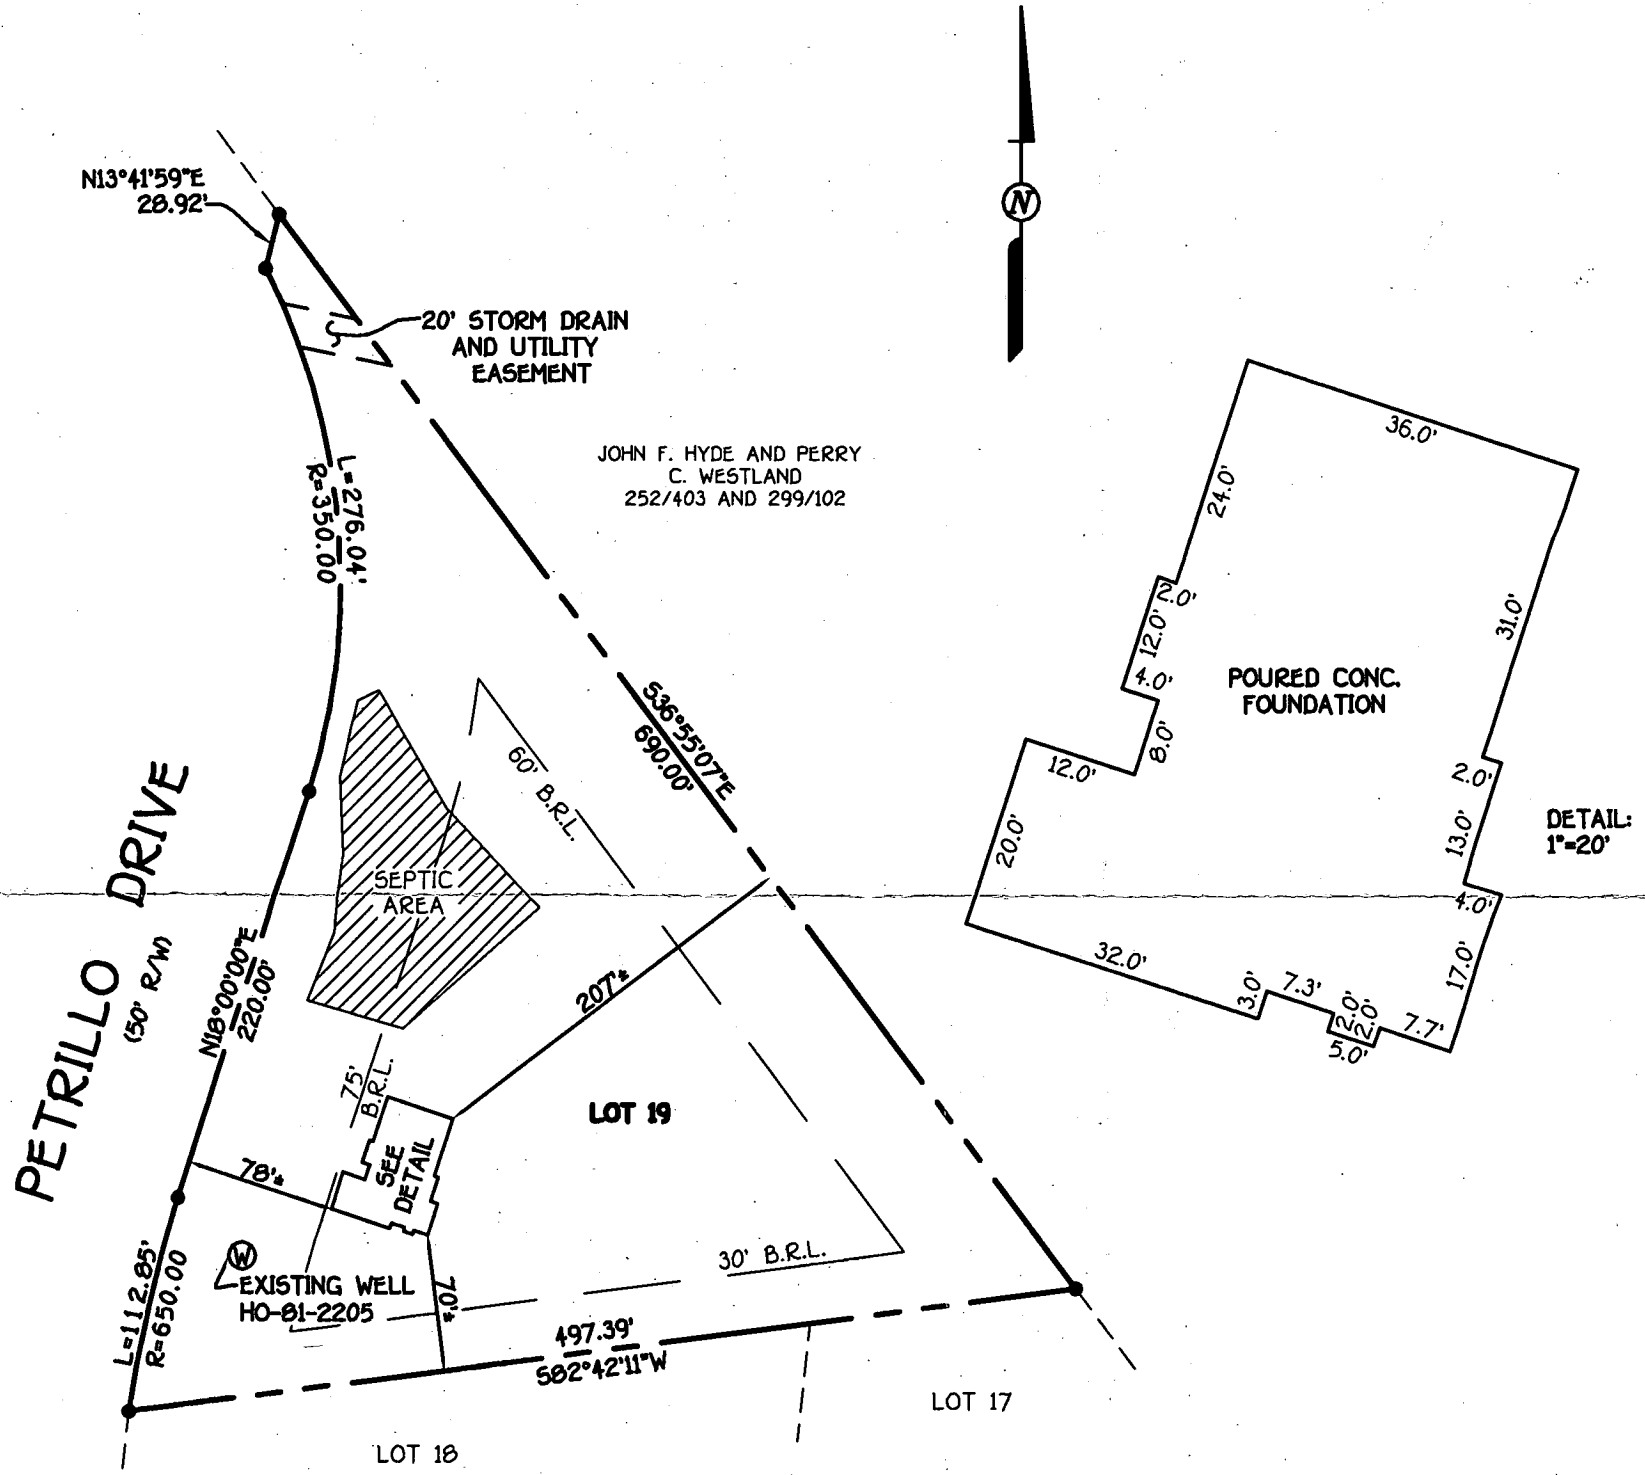 N
N13°41'59"E
28.92'
20' STORM DRAIN
AND UTILITY
EASEMENT
JOHN F. HYDE AND PERRY
C. WESTLAND
252/403 AND 299/102
L=276.04'
R=350.00
S36°55'07"E
690.00'
60' B.R.L.
SEPTIC
AREA
PETRILLO DRIVE
(50' R/W)
N18°00'00"E
220.00'
207'±
75'
B.R.L.
LOT 19
SEE
DETAIL
78'±
W
EXISTING WELL
HO-81-2205
70'±
30' B.R.L.
L=112.85'
R=650.00
497.39'
S82°42'11"W
LOT 17
LOT 18
36.0'
24.0'
2.0'
12.0'
4.0'
8.0'
12.0'
20.0'
32.0'
3.0'
7.3'
2.0'
5.0'
2.0'
7.7'
17.0'
4.0'
13.0'
2.0'
31.0'
POURED CONC.
FOUNDATION
DETAIL:
1"=20'